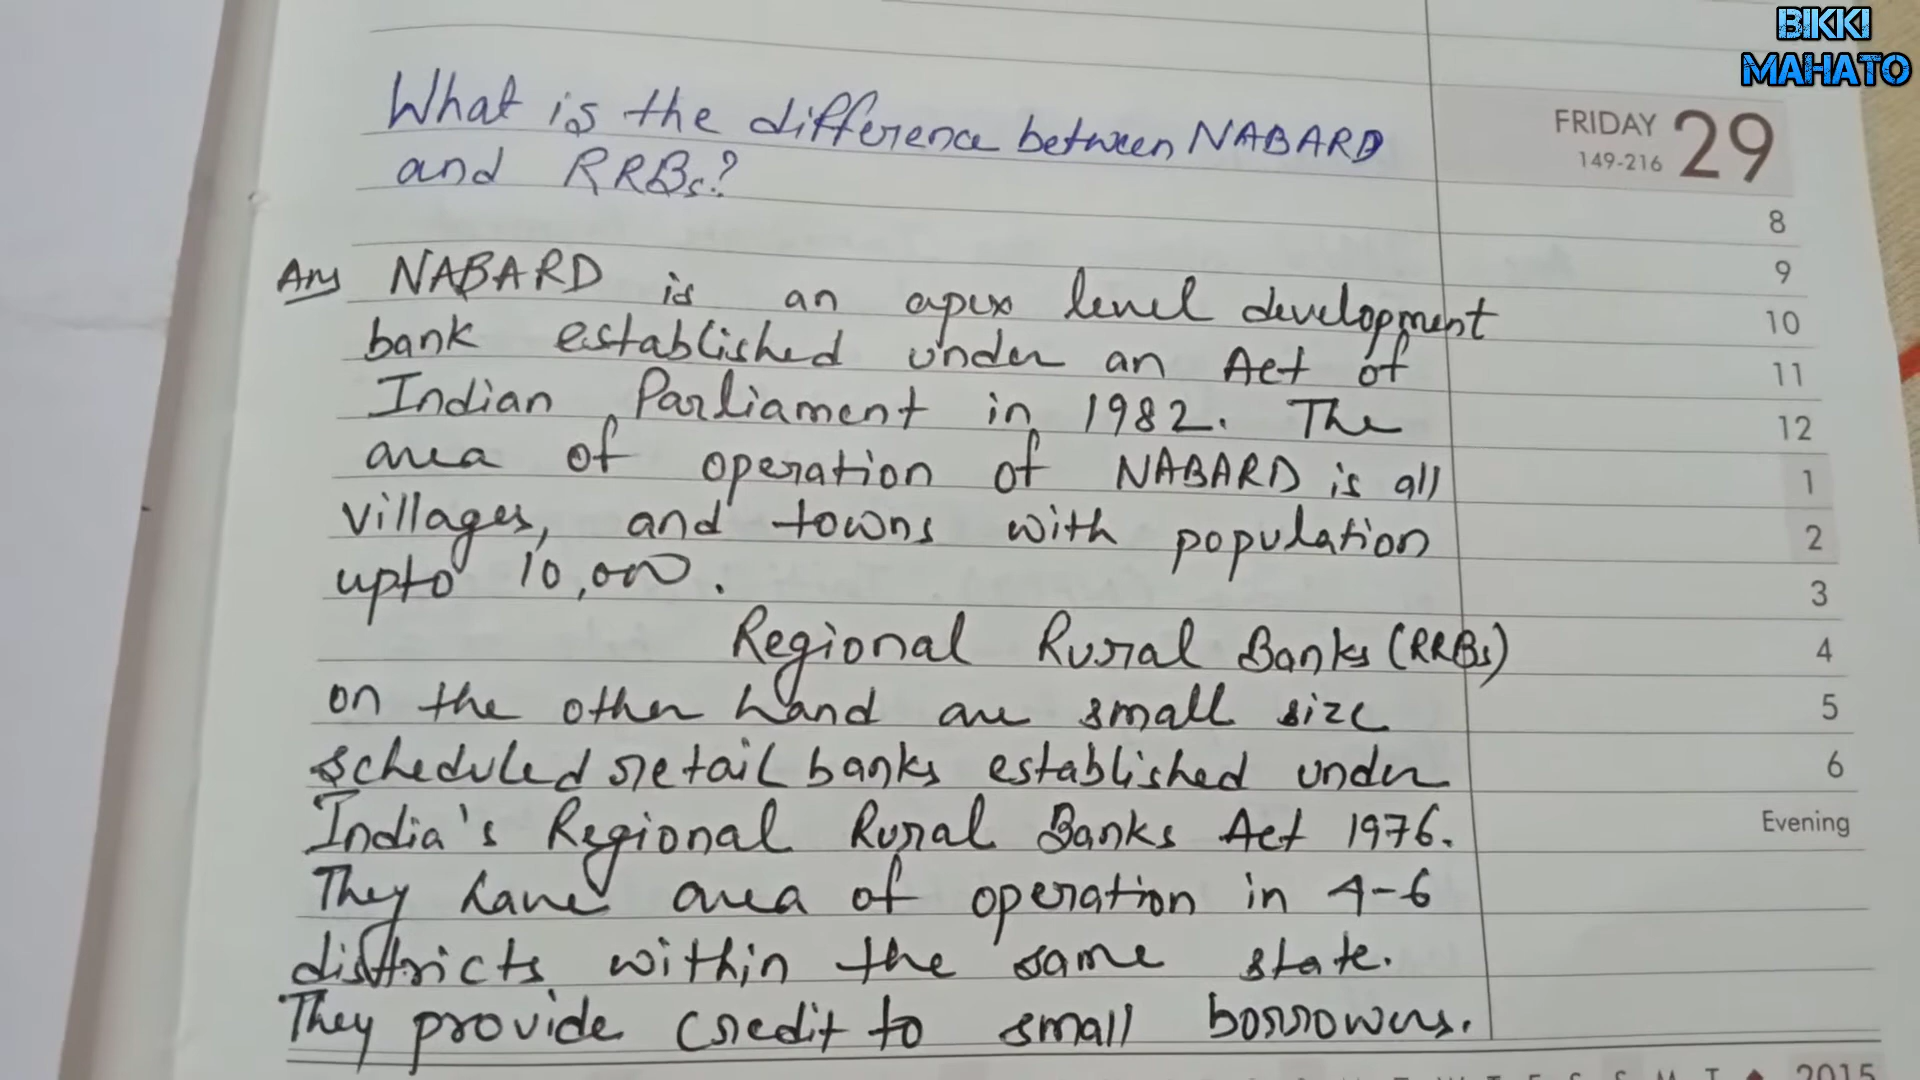 BIKKI
MAHATO
What is the difference between NABARD
and RRBs?
FRIDAY 29
149-216
Ans NABARD is an apex level development
bank established under an Act of
Indian Parliament in 1982. The
area of operation of NABARD is all
villages, and towns with population
upto 10,000.
Regional Rural Banks (RRBs)
on the other hand are small size
scheduled retail banks established under
India's Regional Rural Banks Act 1976.
They have area of operation in 4-6
districts within the same state.
They provide credit to small borrowers.
8
9
10
11
12
1
2
3
4
5
6
Evening
2015